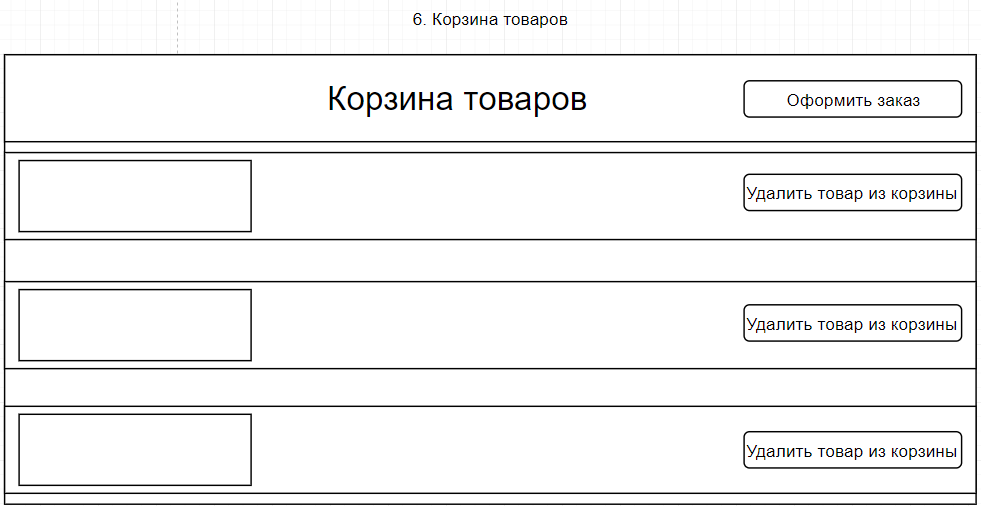 6. Корзина товаров
Корзина товаров
Оформить заказ
Удалить товар из корзины
Удалить товар из корзины
Удалить товар из корзины